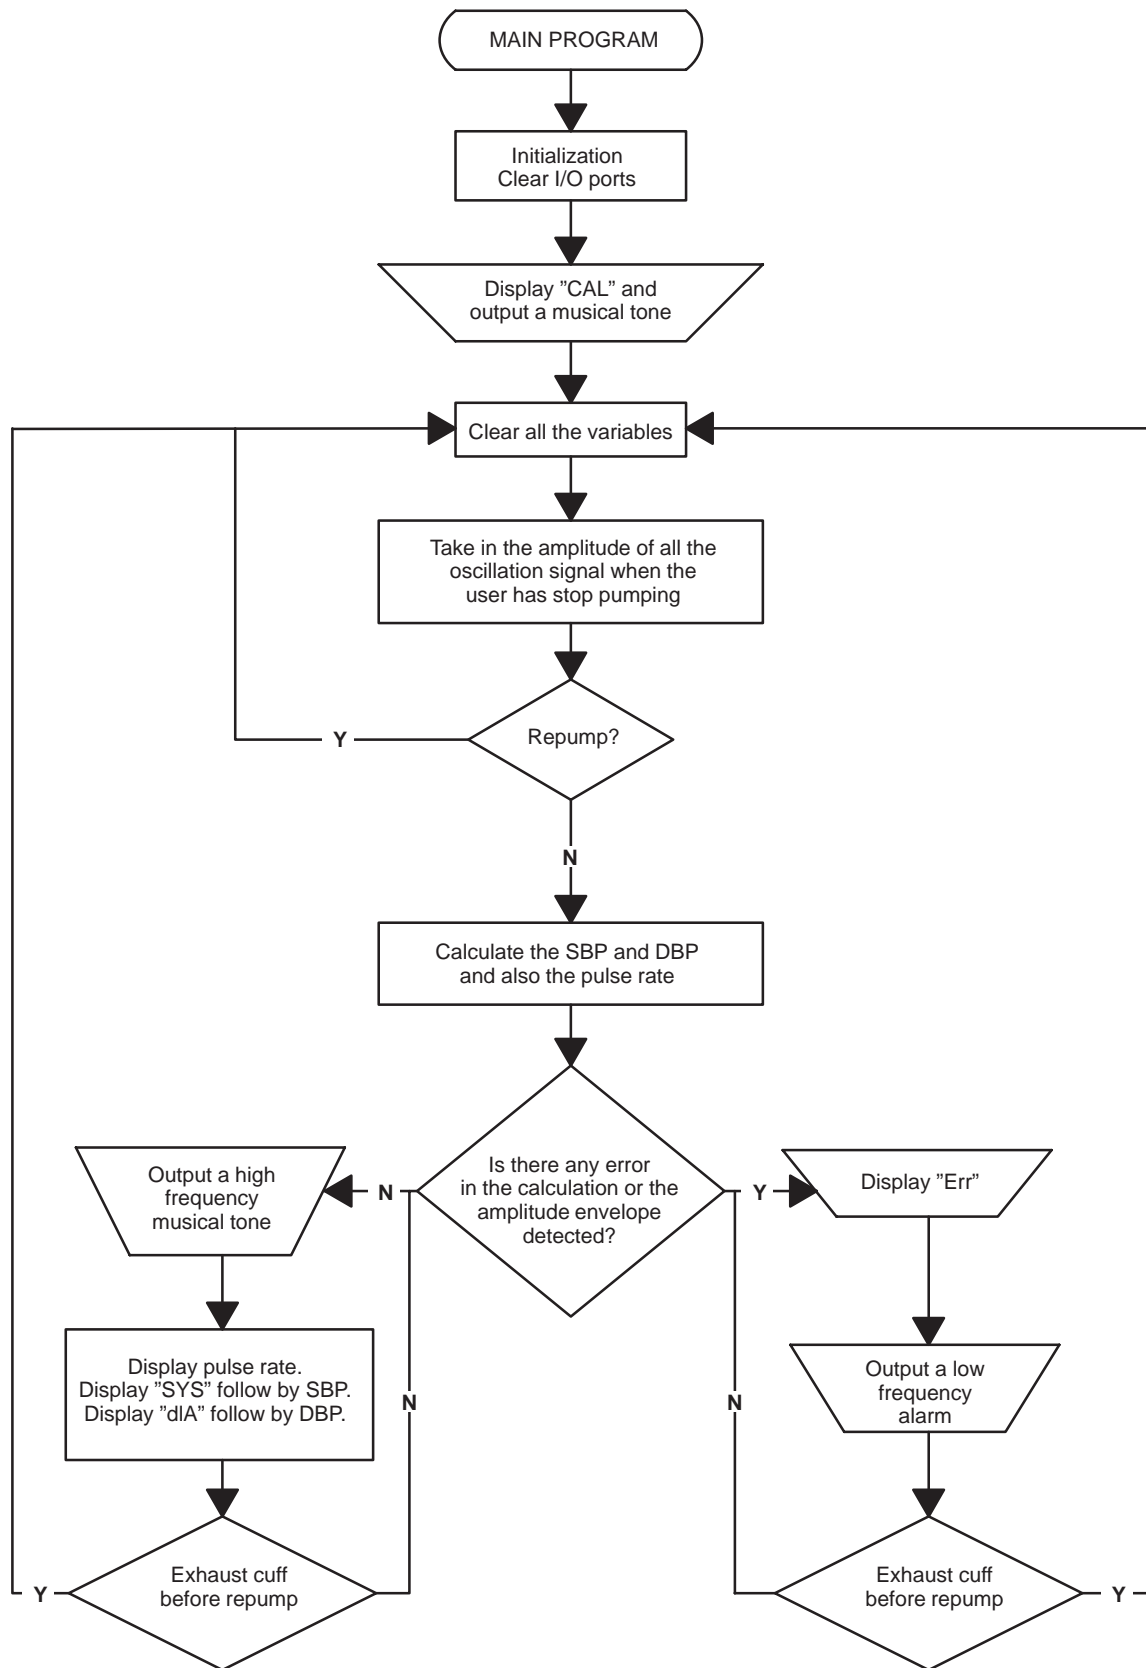 MAIN PROGRAM
Initialization
Clear I/O ports
Display ”CAL” and
output a musical tone
Clear all the variables
Take in the amplitude of all the
oscillation signal when the
user has stop pumping
Repump?
Y
N
Calculate the SBP and DBP
and also the pulse rate
Is there any error
in the calculation or the
amplitude envelope
detected?
N
Y
Output a high
frequency
musical tone
Display ”Err”
Display pulse rate.
Display ”SYS” follow by SBP.
Display ”dIA” follow by DBP.
N
N
Output a low
frequency
alarm
Exhaust cuff
before repump
Y
Exhaust cuff
before repump
Y